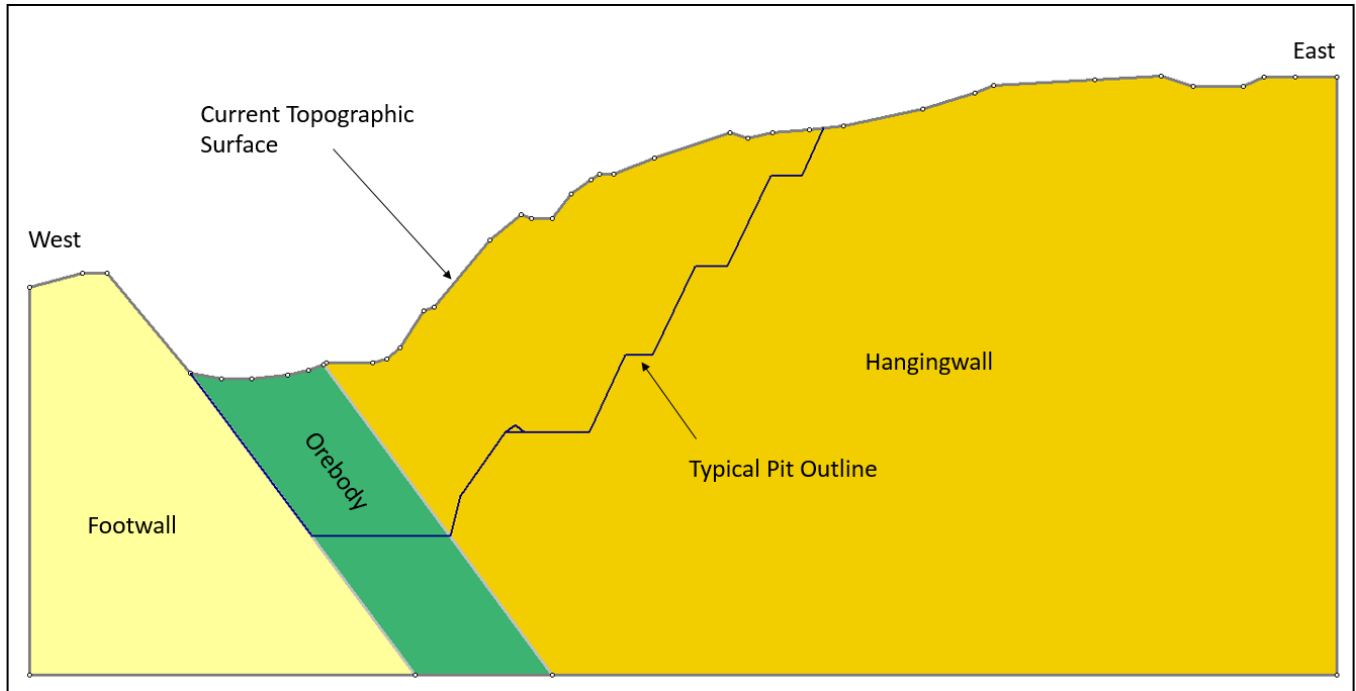 East
Current Topographic
Surface
West
Hangingwall
Orebody
Typical Pit Outline
Footwall